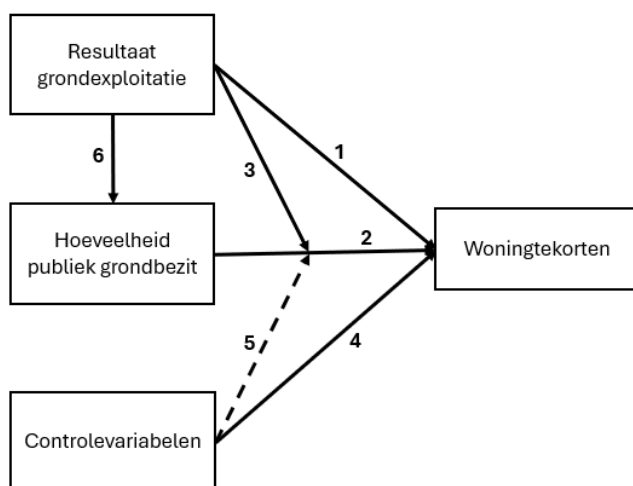 Resultaat
grondexploitatie
1
6
3
Hoeveelheid
publiek grondbezit
2
Woningtekorten
5
4
Controlevariabelen